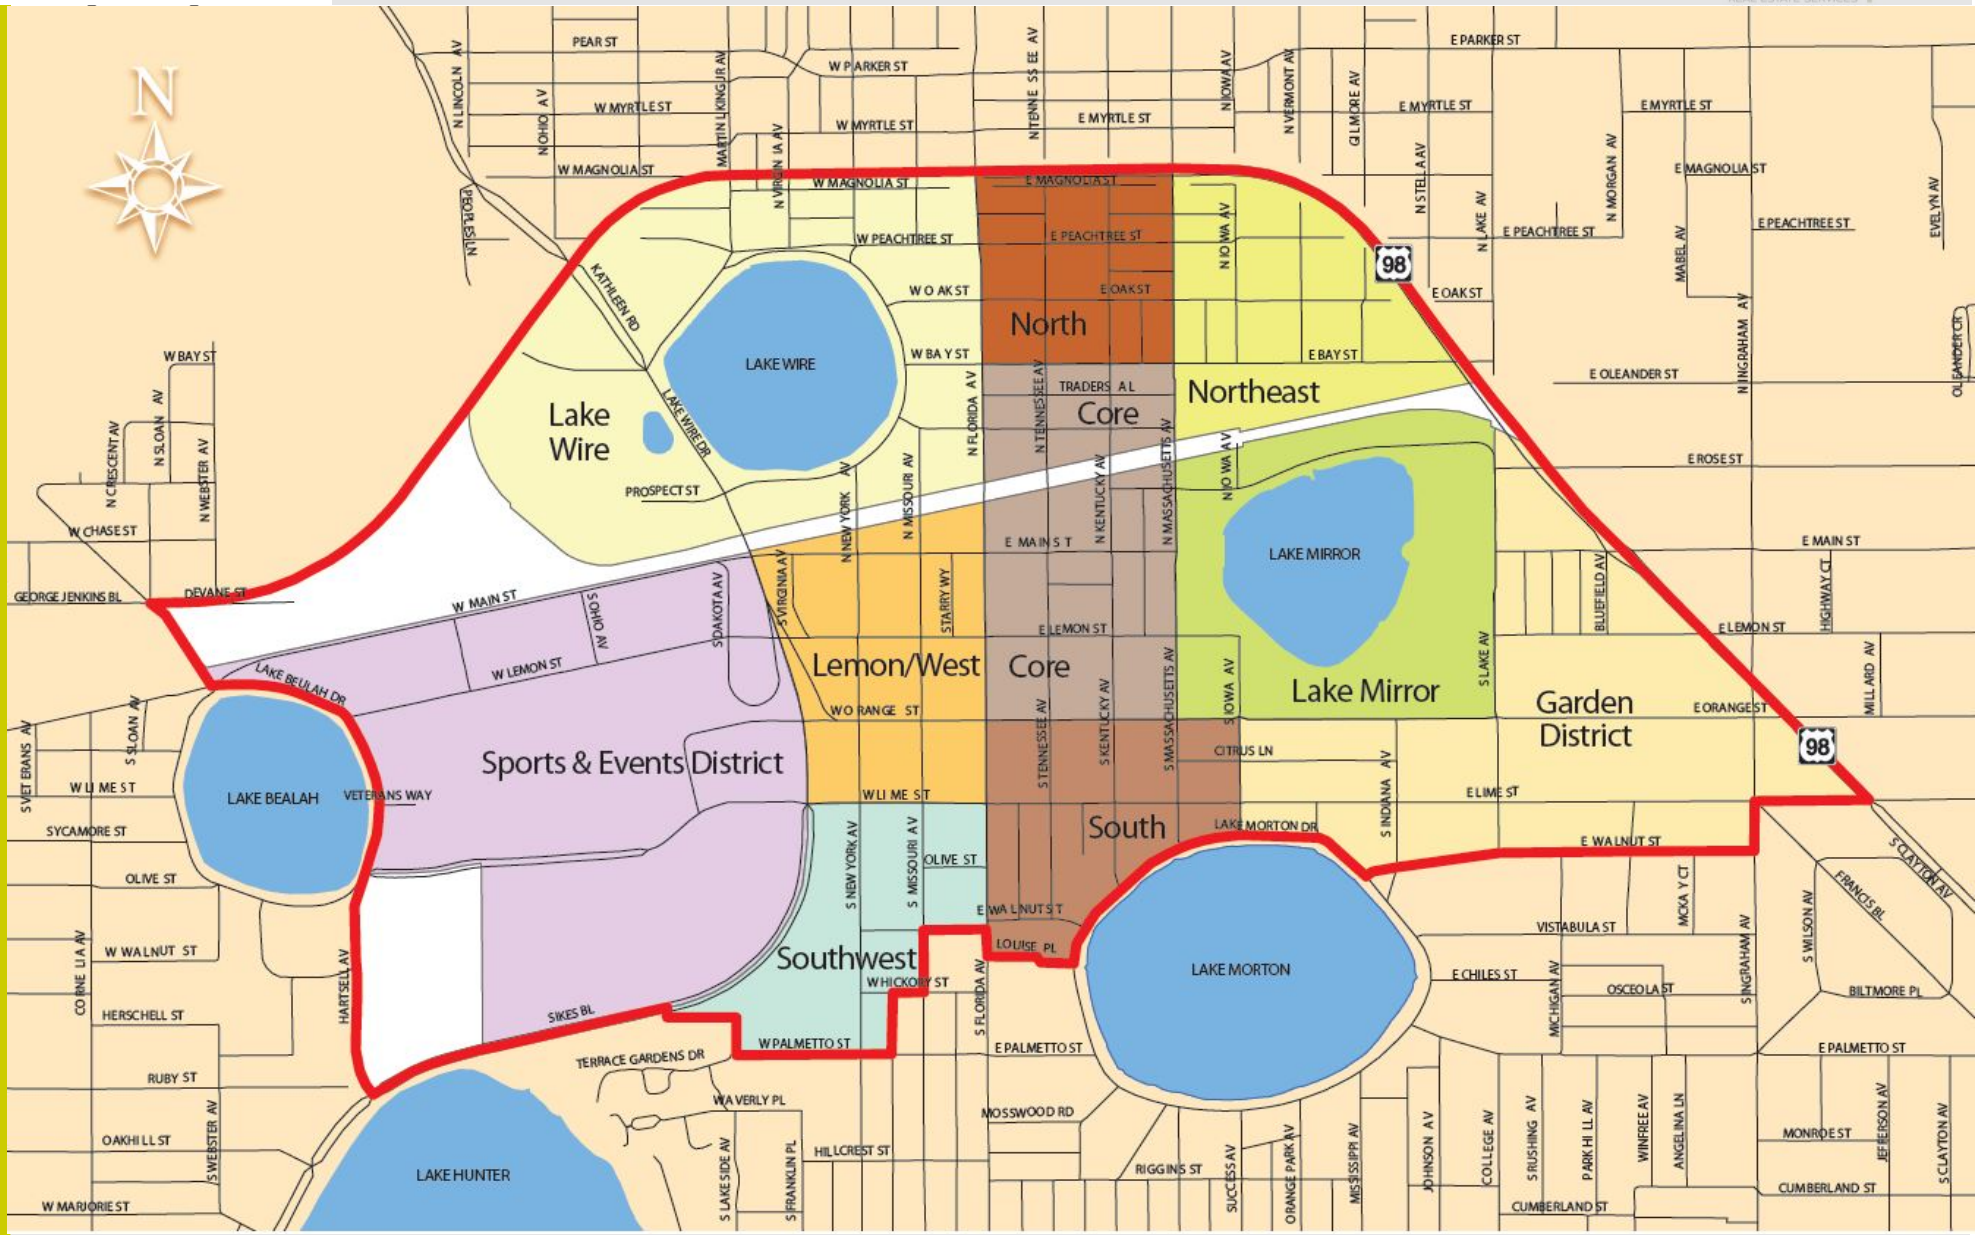 REAL ESTATE SERVICES
N
PEAR ST
W PARKER ST
E PARKER ST
N LINCOLN AV
N OHIO AV
MARTIN L KING JR AV
N VIRGINIA AV
N TENNESSEE AV
N IOWA AV
N VERMONT AV
GILMORE AV
W MYRTLE ST
W MYRTLE ST
E MYRTLE ST
E MYRTLE ST
E MYRTLE ST
N STELLA AV
N LAKE AV
N MORGAN AV
MABEL AV
EVELYN AV
W MAGNOLIA ST
W MAGNOLIA ST
E MAGNOLIA ST
E MAGNOLIA ST
PEOPLES LN
W PEACHTREE ST
E PEACHTREE ST
N IOWA AV
E PEACHTREE ST
E PEACHTREE ST
98
KATHLEEN RD
W OAK ST
E OAK ST
E OAK ST
North
N INGRAHAM AV
OLEANDER CR
W BAY ST
LAKE WIRE
W BAY ST
E BAY ST
E OLEANDER ST
N SLOAN AV
N CRESCENT AV
N WEBSTER AV
Lake
Wire
LAKE WIRE DR
N FLORIDA AV
N TENNESSEE AV
TRADERS AL
Core
Northeast
N MASSACHUSETTS AV
N KENTUCKY AV
N IOWA AV
E ROSE ST
PROSPECT ST
N NEW YORK AV
N MISSOURI AV
W CHASE ST
E MAIN ST
LAKE MIRROR
E MAIN ST
GEORGE JENKINS BL
DEVANE ST
W MAIN ST
S OHIO AV
S DAKOTA AV
S VIRGINIA AV
STARRY WY
BLUEFIELD AV
HIGHWAY CT
E LEMON ST
E LEMON ST
LAKE BEULAH DR
W LEMON ST
Lemon/West
Core
Lake Mirror
S LAKE AV
Garden
District
MILLARD AV
S SLOAN AV
S VETERANS AV
W ORANGE ST
S TENNESSEE AV
S KENTUCKY AV
S MASSACHUSETTS AV
S IOWA AV
E ORANGE ST
98
Sports & Events District
CITRUS LN
S INDIANA AV
W LIME ST
LAKE BEALAH
VETERANS WAY
W LIME ST
E LIME ST
SYCAMORE ST
South
LAKE MORTON DR
E WALNUT ST
S CLAYTON AV
FRANCIS BL
OLIVE ST
S NEW YORK AV
S MISSOURI AV
OLIVE ST
E WALNUT ST
MCKAY CT
VISTABULA ST
S WILSON AV
CORNELIA AV
W WALNUT ST
HARTSELL AV
Southwest
LOUISE PL
LAKE MORTON
W HICKORY ST
S FLORIDA AV
E CHILES ST
MICHIGAN AV
OSCEOLA ST
S INGRAHAM AV
BILTMORE PL
HERSCHELL ST
SIKES BL
W PALMETTO ST
TERRACE GARDENS DR
E PALMETTO ST
E PALMETTO ST
RUBY ST
WAVERLY PL
MOSSWOOD RD
S WEBSTER AV
OAKHILL ST
LAKE HUNTER
HILLCREST ST
RIGGINS ST
MONROE ST
S LAKESIDE AV
S FRANKLIN PL
SUCCESS AV
ORANGE PARK AV
MISSISSIPPI AV
JOHNSON AV
COLLEGE AV
S RUSHING AV
PARK HILL AV
WINFREE AV
ANGELINA LN
JEFFERSON AV
S CLAYTON AV
W MARJORIE ST
CUMBERLAND ST
CUMBERLAND ST